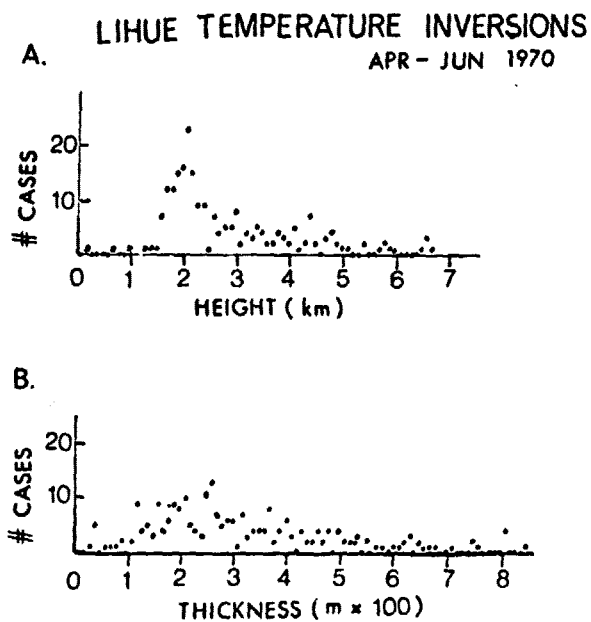 LIHUE TEMPERATURE INVERSIONS
A.
APR - JUN 1970
# CASES
20
10
0 1 2 3 4 5 6 7
HEIGHT (km)
B.
# CASES
20
10
0 1 2 3 4 5 6 7 8
THICKNESS (m x 100)